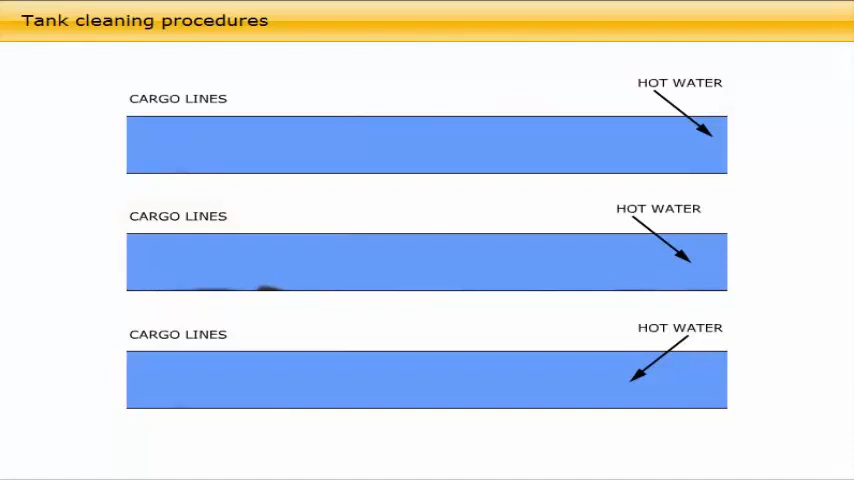 Tank cleaning procedures
HOT WATER
CARGO LINES
HOT WATER
CARGO LINES
HOT WATER
CARGO LINES